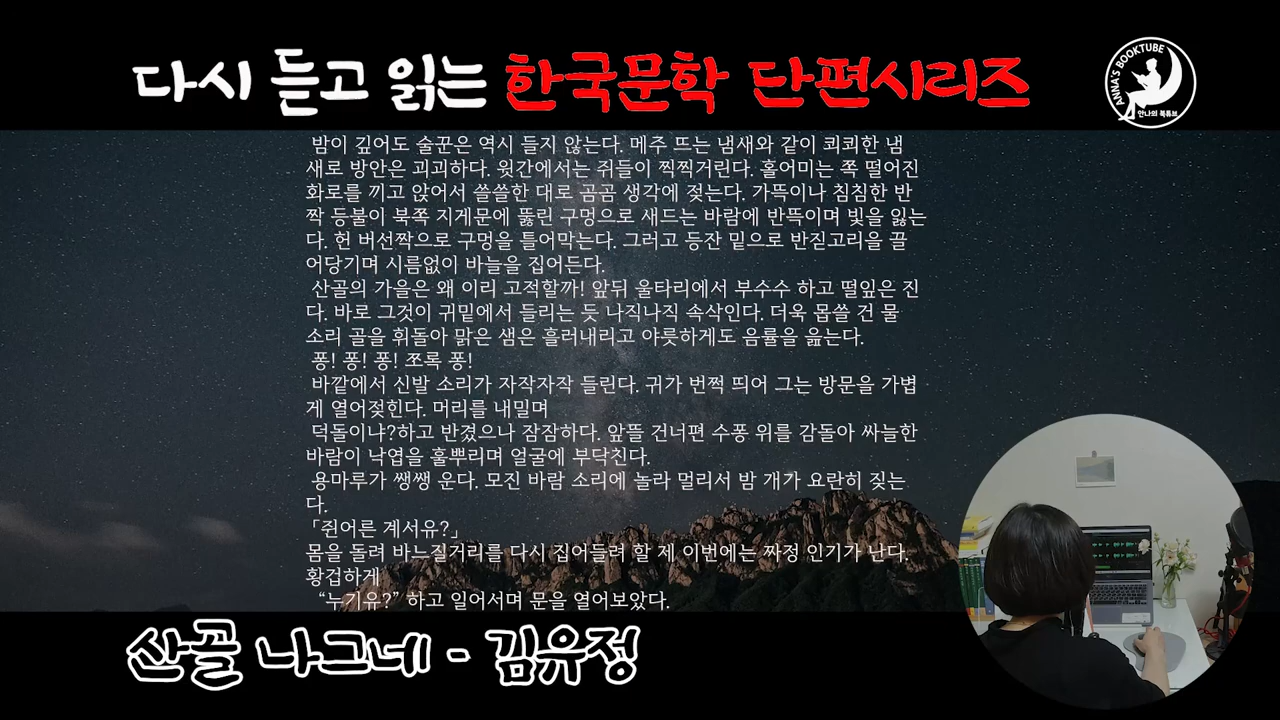 다시 듣고 읽는 한국문학 단편시리즈
ANNA'S BOOKTUBE
안나의 북튜브
밤이 깊어도 술꾼은 역시 들지 않는다. 메주 뜨는 냄새와 같이 쾨쾨한 냄
새로 방안은 괴괴하다. 윗간에서는 쥐들이 찍찍거린다. 홀어미는 쪽 떨어진
화로를 끼고 앉어서 쓸쓸한 대로 곰곰 생각에 젖는다. 가뜩이나 침침한 반
짝 등불이 북쪽 지게문에 뚫린 구멍으로 새드는 바람에 반뜩이며 빛을 잃는
다. 헌 버선짝으로 구멍을 틀어막는다. 그러고 등잔 밑으로 반짇고리을 끌
어당기며 시름없이 바늘을 집어든다.
산골의 가을은 왜 이리 고적할까! 앞뒤 울타리에서 부수수 하고 떨잎은 진
다. 바로 그것이 귀밑에서 들리는 듯 나직나직 속삭인다. 더욱 몹쓸 건 물
소리 골을 휘돌아 맑은 샘은 흘러내리고 야릇하게도 음률을 읊는다.
퐁! 퐁! 퐁! 쪼록 퐁!
바깥에서 신발 소리가 자작자작 들린다. 귀가 번쩍 띄어 그는 방문을 가볍
게 열어젖힌다. 머리를 내밀며
덕돌이냐?하고 반겼으나 잠잠하다. 앞뜰 건너편 수퐁 위를 감돌아 싸늘한
바람이 낙엽을 훌뿌리며 얼굴에 부닥친다.
용마루가 쌩쌩 운다. 모진 바람 소리에 놀라 멀리서 밤 개가 요란히 짖는
다.
「쥔어른 계서유?」
몸을 돌려 바느질거리를 다시 집어들려 할 제 이번에는 짜정 인기가 난다.
황겁하게
“누기유?” 하고 일어서며 문을 열어보았다.
산골 나그네 - 김유정